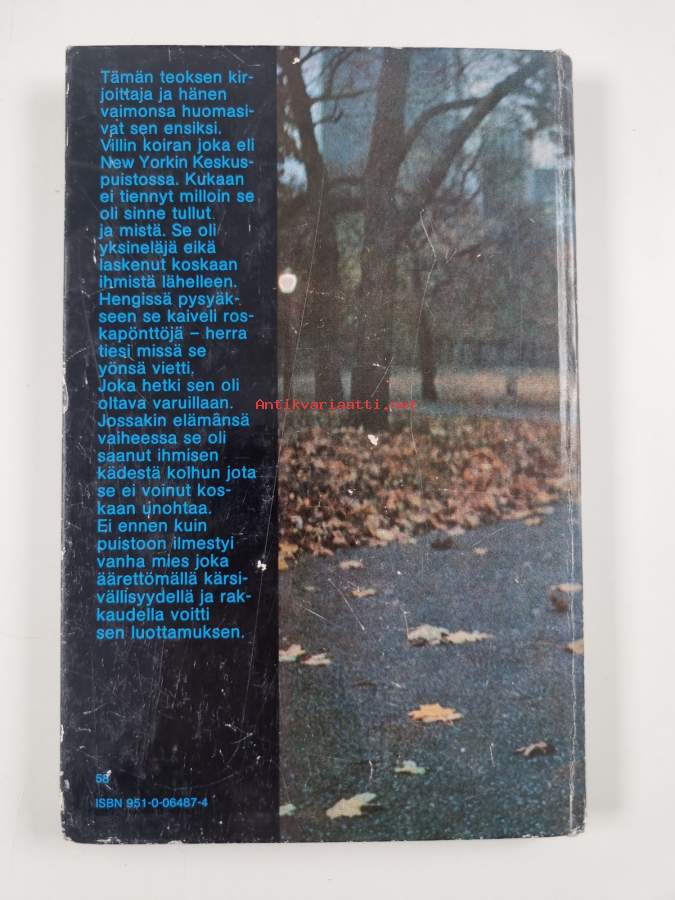 Tämän teoksen kir-
joittaja ja hänen
vaimonsa huomasi-
vat sen ensiksi.
Villin koiran joka eli
New Yorkin Keskus-
puistossa. Kukaan
ei tiennyt milloin se
oli sinne tullut
ja mistä. Se oli
yksineläjä eikä
laskenut koskaan
ihmistä lähelleen.
Hengissä pysyäk-
seen se kaiveli ros-
kapönttöjä – herra
tiesi missä se
yönsä vietti.
Joka hetki sen oli
oltava varuillaan.
Jossakin elämänsä
vaiheessa se oli
saanut ihmisen
kädestä kolhun jota
se ei voinut kos-
kaan unohtaa.
Ei ennen kuin
puistoon ilmestyi
vanha mies joka
äärettömällä kärsi-
vällisyydellä ja rak-
kaudella voitti
sen luottamuksen.
58
ISBN 951-0-06487-4
Antikvariaatti.net